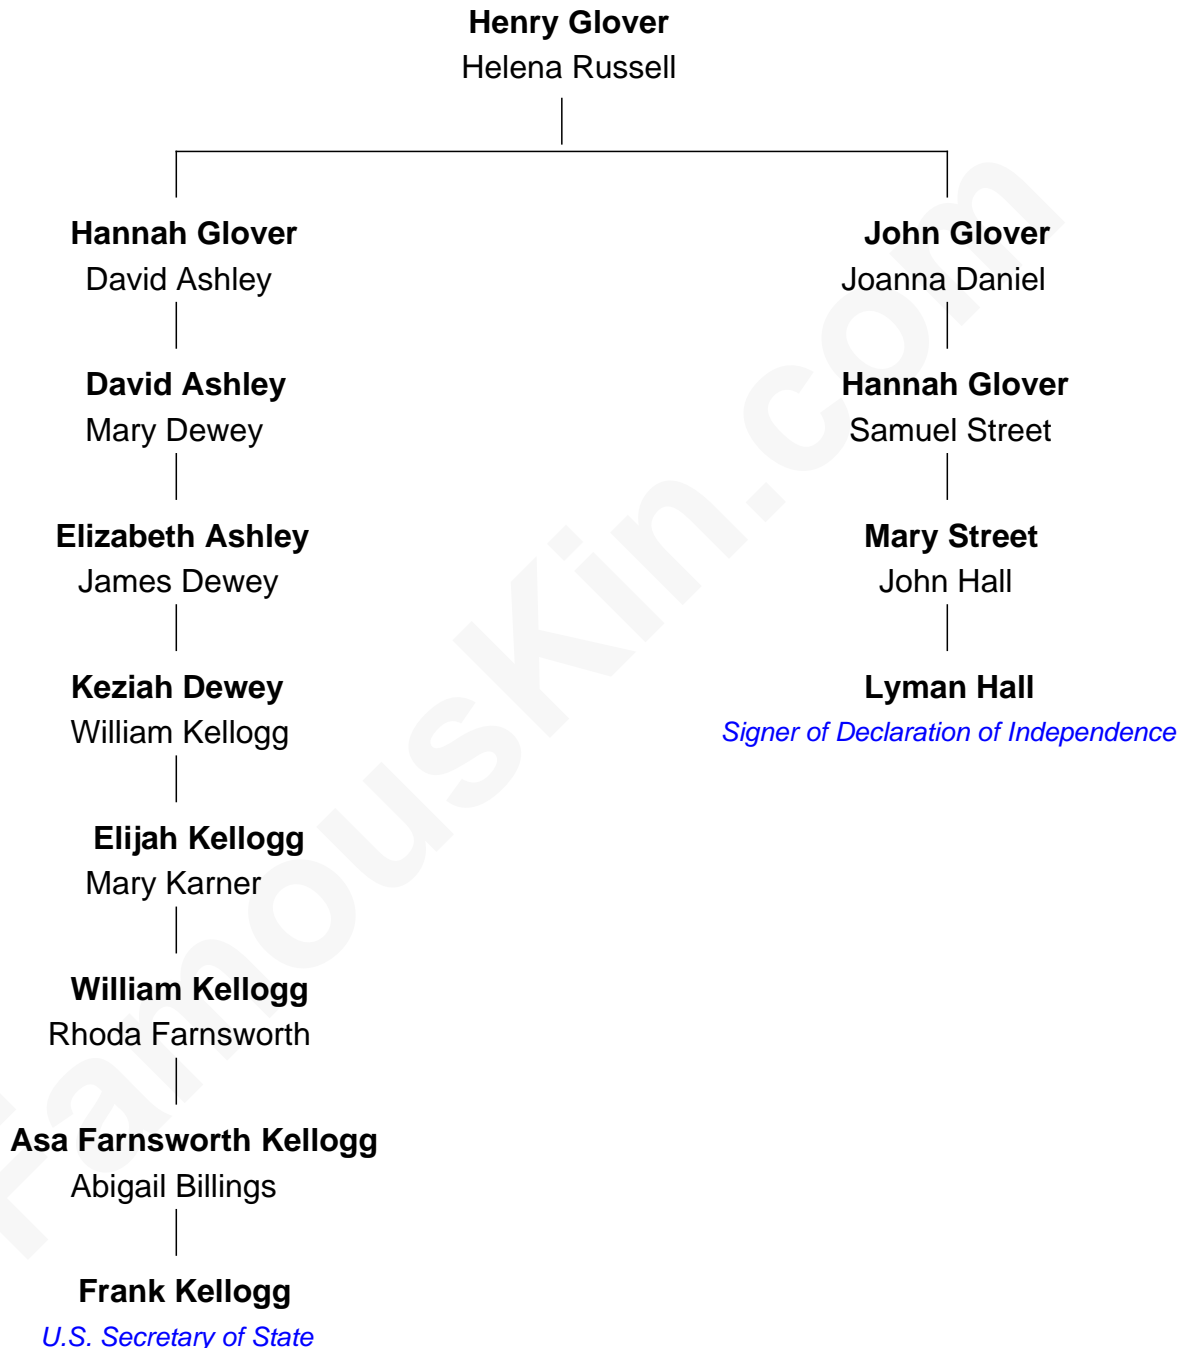 Henry Glover
Helena Russell
Hannah Glover
David Ashley
John Glover
Joanna Daniel
David Ashley
Mary Dewey
Hannah Glover
Samuel Street
Elizabeth Ashley
James Dewey
Mary Street
John Hall
Keziah Dewey
William Kellogg
Lyman Hall
Signer of Declaration of Independence
Elijah Kellogg
Mary Karner
William Kellogg
Rhoda Farnsworth
Asa Farnsworth Kellogg
Abigail Billings
Frank Kellogg
U.S. Secretary of State
FamousKin.com